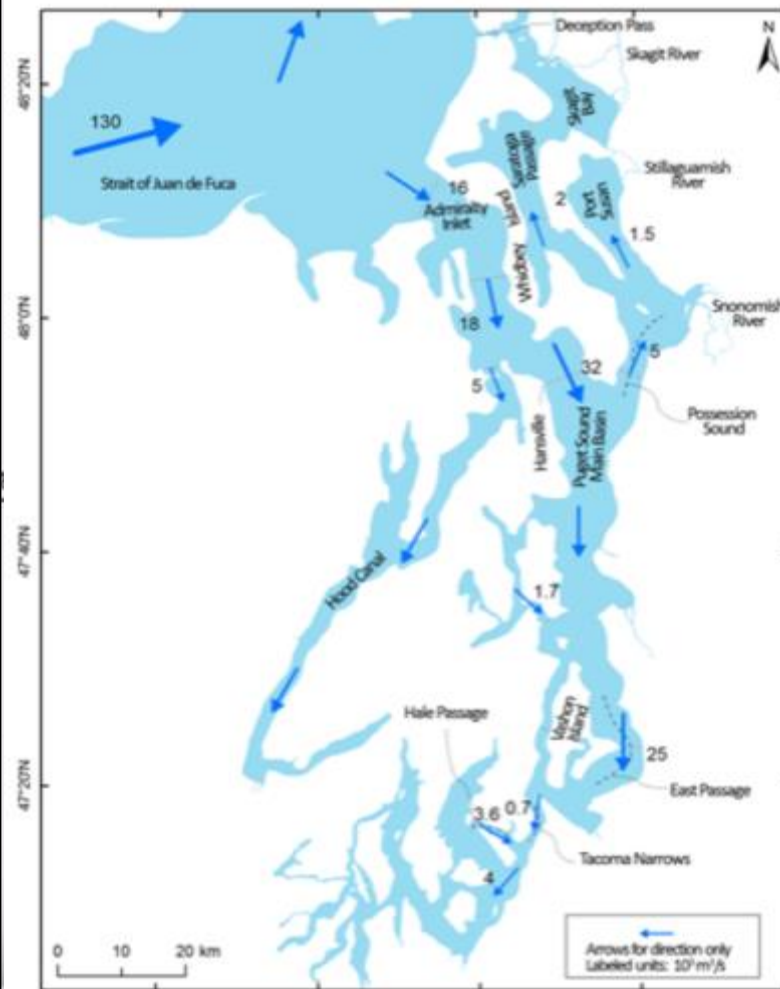 Deception Pass
N
Skagit River
48°20'N
Skagit
Bay
130
Saratoga
Passage
Stillaguamish
River
Strait of Juan de Fuca
16
Admiralty
Inlet
Island
2
Port
Susan
1.5
Whidbey
48°0'N
18
Snonomish
River
5
32
5
Possession
Sound
Hansville
Puget Sound
Main Basin
47°40'N
Hood Canal
1.7
Hale Passage
Vashon
Island
25
47°20'N
East Passage
3.6
0.7
Tacoma Narrows
4
0 10 20 km
Arrows for direction only
Labeled units: 10³ m³/s